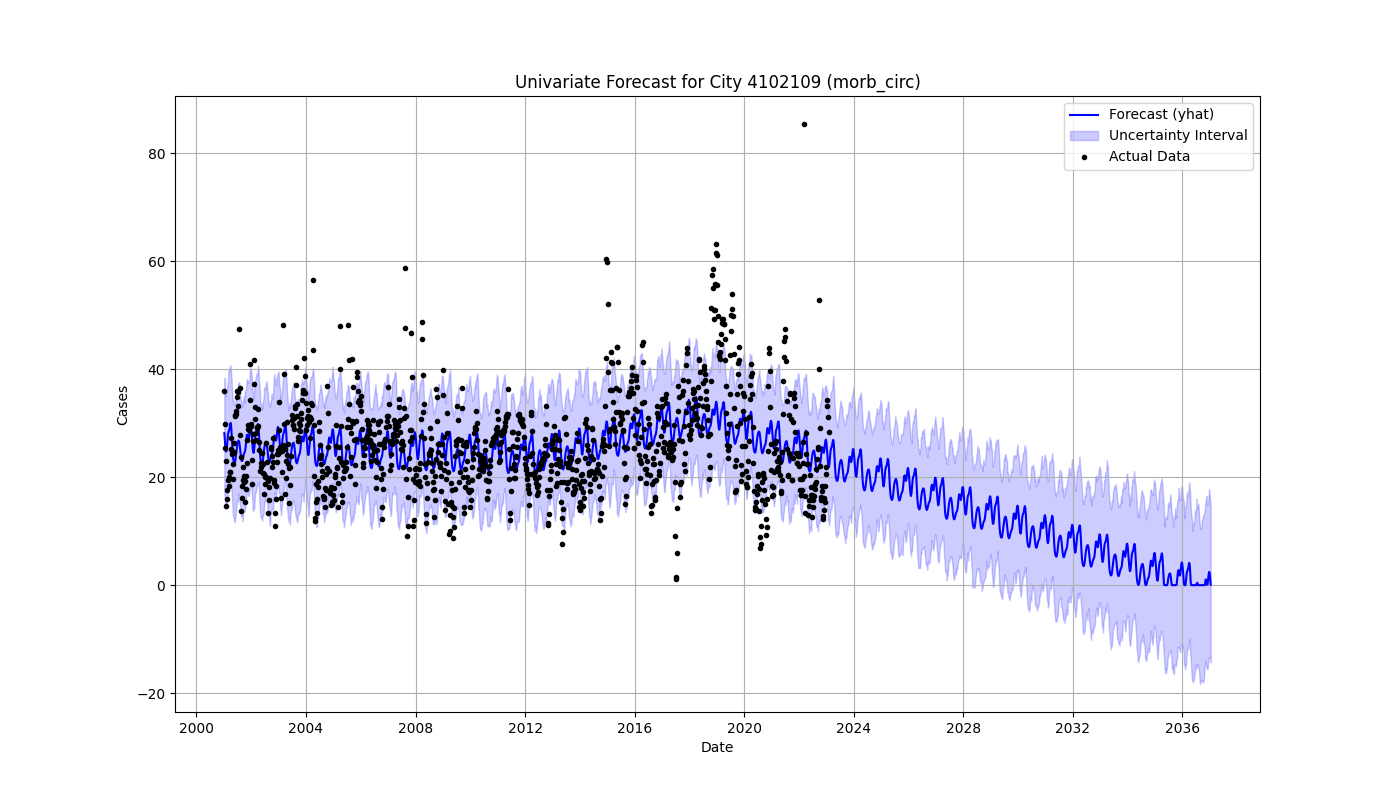 Univariate Forecast for City 4102109 (morb_circ)
Forecast (yhat)
Uncertainty Interval
Actual Data
80
60
40
20
0
−20
Cases
2000 2004 2008 2012 2016 2020 2024 2028 2032 2036
Date